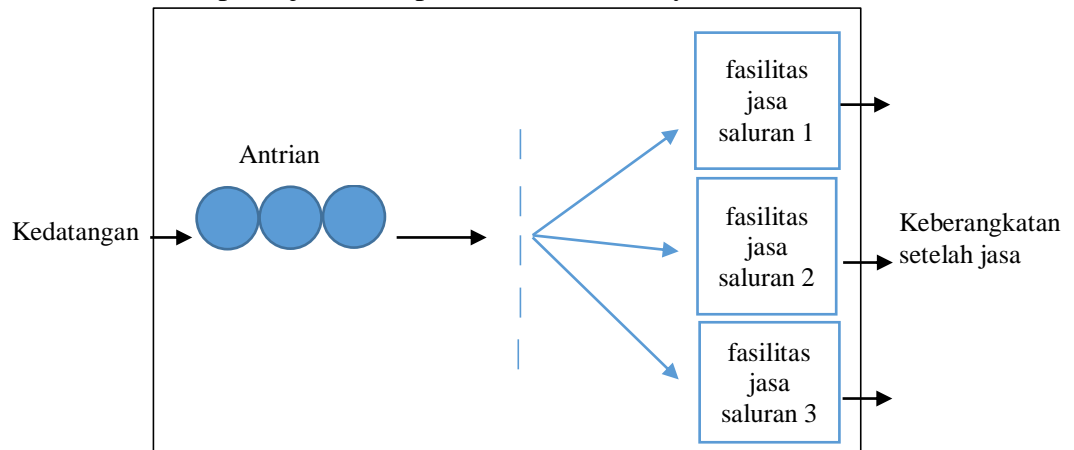 fasilitas
jasa
saluran 1
Antrian
Kedatangan
fasilitas
jasa
saluran 2
Keberangkatan
setelah jasa
fasilitas
jasa
saluran 3